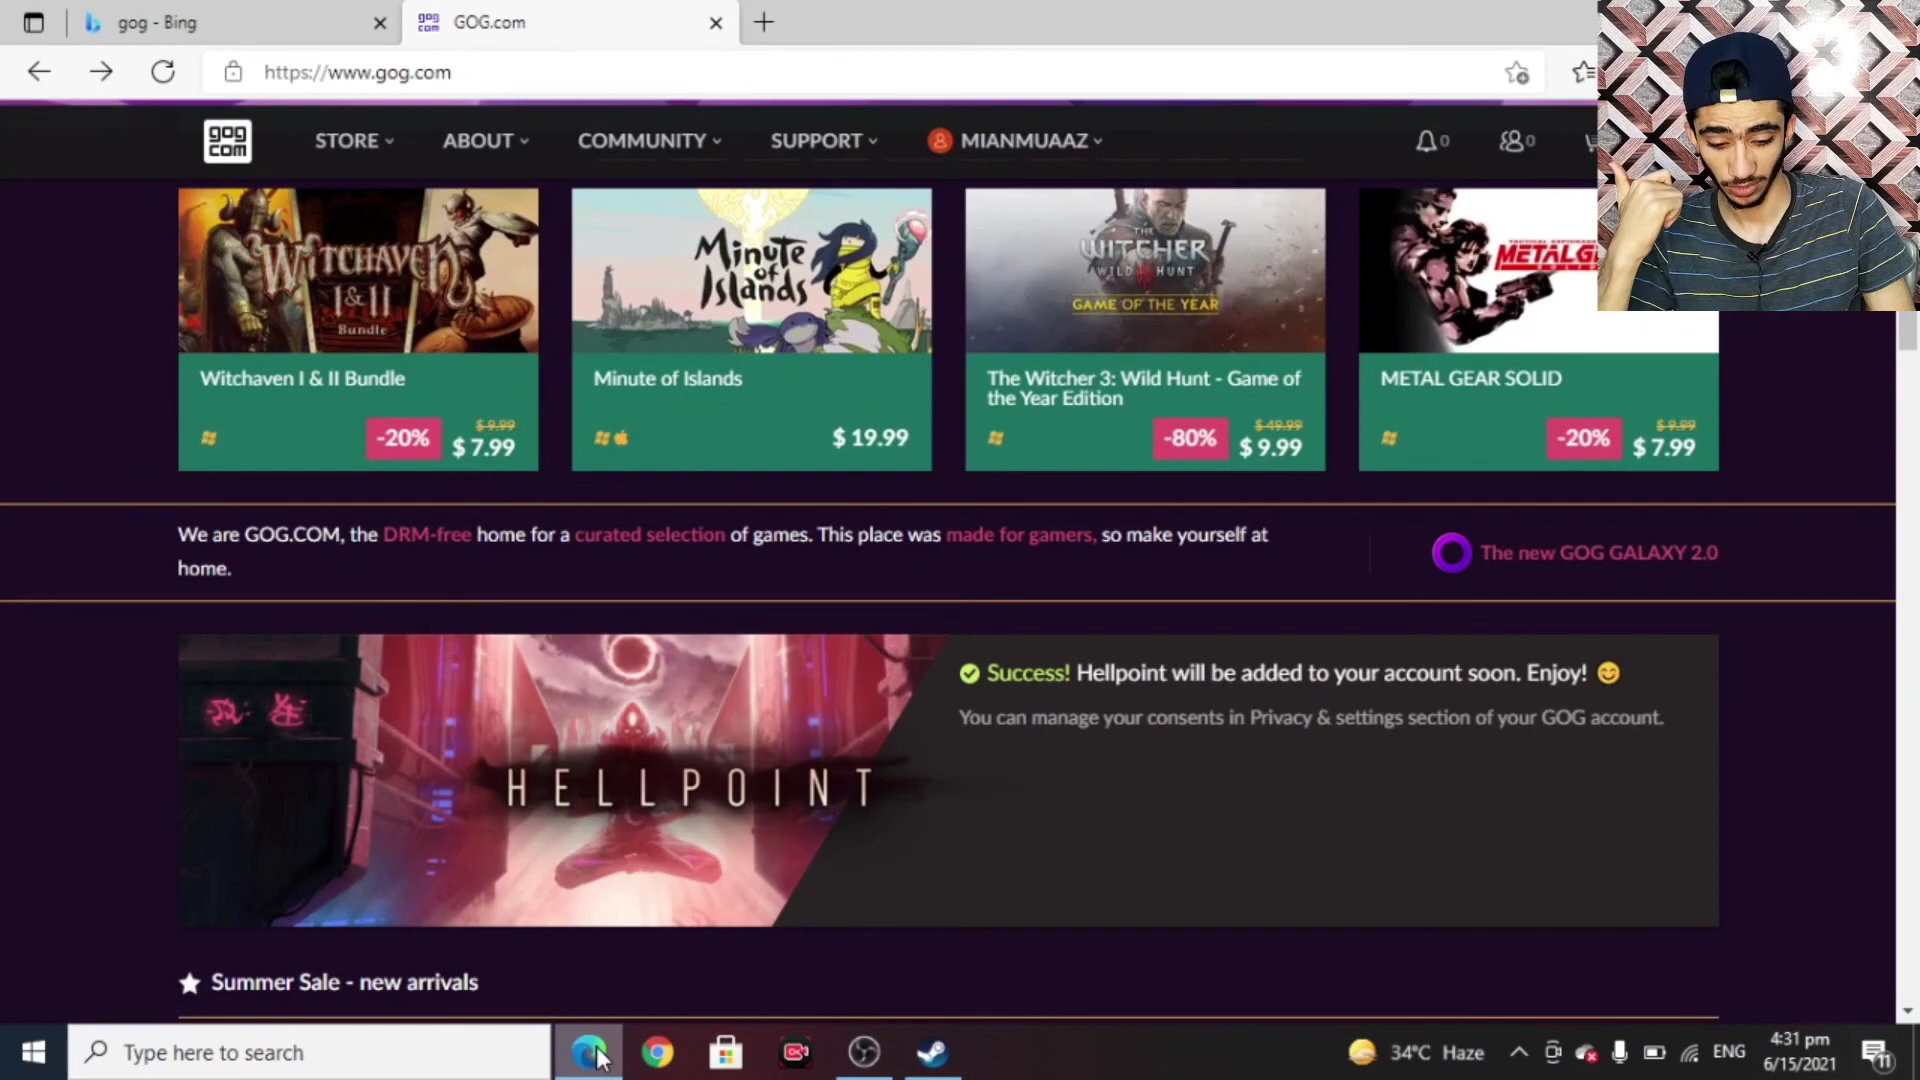 gog - Bing
GOG.com
https://www.gog.com
gog com
STORE
ABOUT
COMMUNITY
SUPPORT
MIANMUAAZ
0
0
WITCHAVEN
I & II
Bundle
Minute
of
Islands
THE
WITCHER
WILD HUNT
GAME OF THE YEAR
Witchaven I & II Bundle
-20%
$ 9.99
$ 7.99
Minute of Islands
$ 19.99
The Witcher 3: Wild Hunt - Game of
the Year Edition
-80%
$ 49.99
$ 9.99
METAL GEAR SOLID
-20%
$ 9.99
$ 7.99
We are GOG.COM, the DRM-free home for a curated selection of games. This place was made for gamers, so make yourself at
home.
The new GOG GALAXY 2.0
HELLPOINT
Success! Hellpoint will be added to your account soon. Enjoy! 😊
You can manage your consents in Privacy & settings section of your GOG account.
Summer Sale - new arrivals
Type here to search
34°C Haze
ENG
4:31 pm
6/15/2021
11